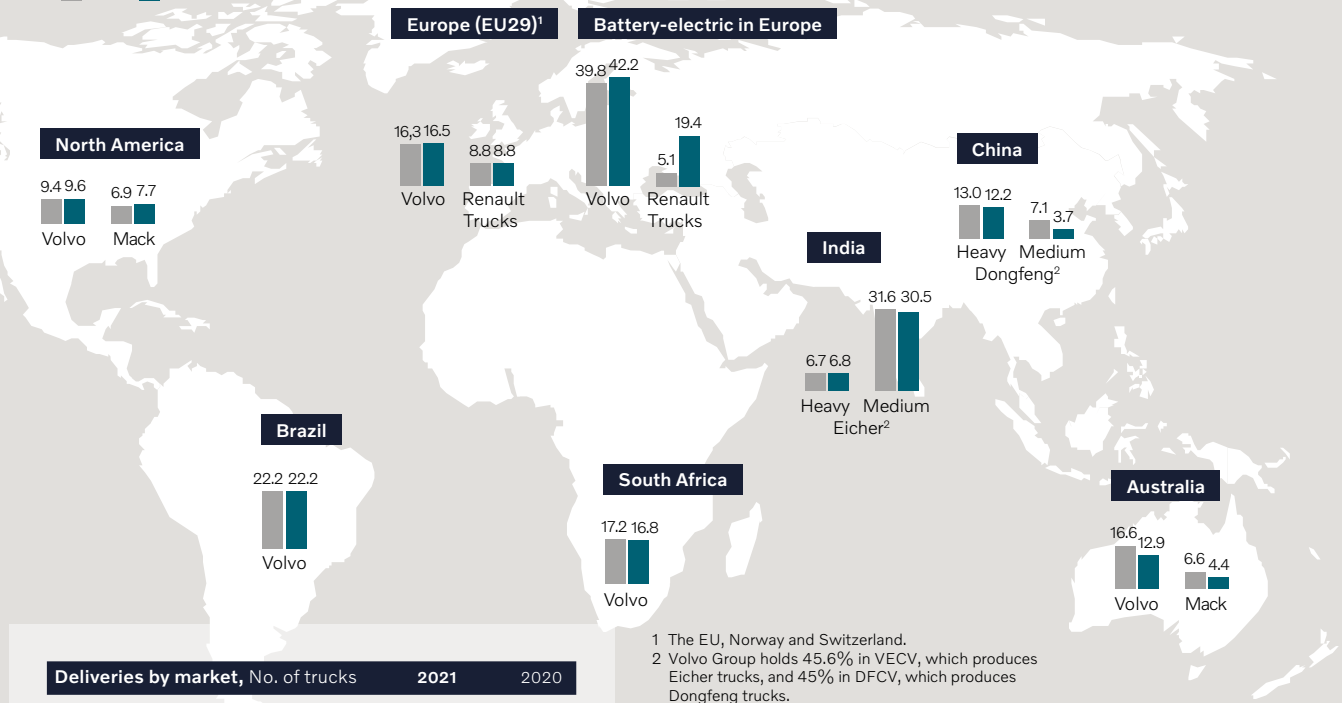 Europe (EU29)¹
Battery-electric in Europe
39.8 42.2
16,3 16.5
8.8 8.8
5.1 19.4
Volvo Renault Trucks
Volvo Renault Trucks
North America
9.4 9.6
6.9 7.7
Volvo Mack
China
13.0 12.2
7.1 3.7
Heavy Medium
Dongfeng²
India
31.6 30.5
6.7 6.8
Heavy Medium
Eicher²
Brazil
22.2 22.2
Volvo
South Africa
17.2 16.8
Volvo
Australia
16.6 12.9
6.6 4.4
Volvo Mack
1 The EU, Norway and Switzerland.
2 Volvo Group holds 45.6% in VECV, which produces
Eicher trucks, and 45% in DFCV, which produces
Dongfeng trucks.
Deliveries by market, No. of trucks 2021 2020